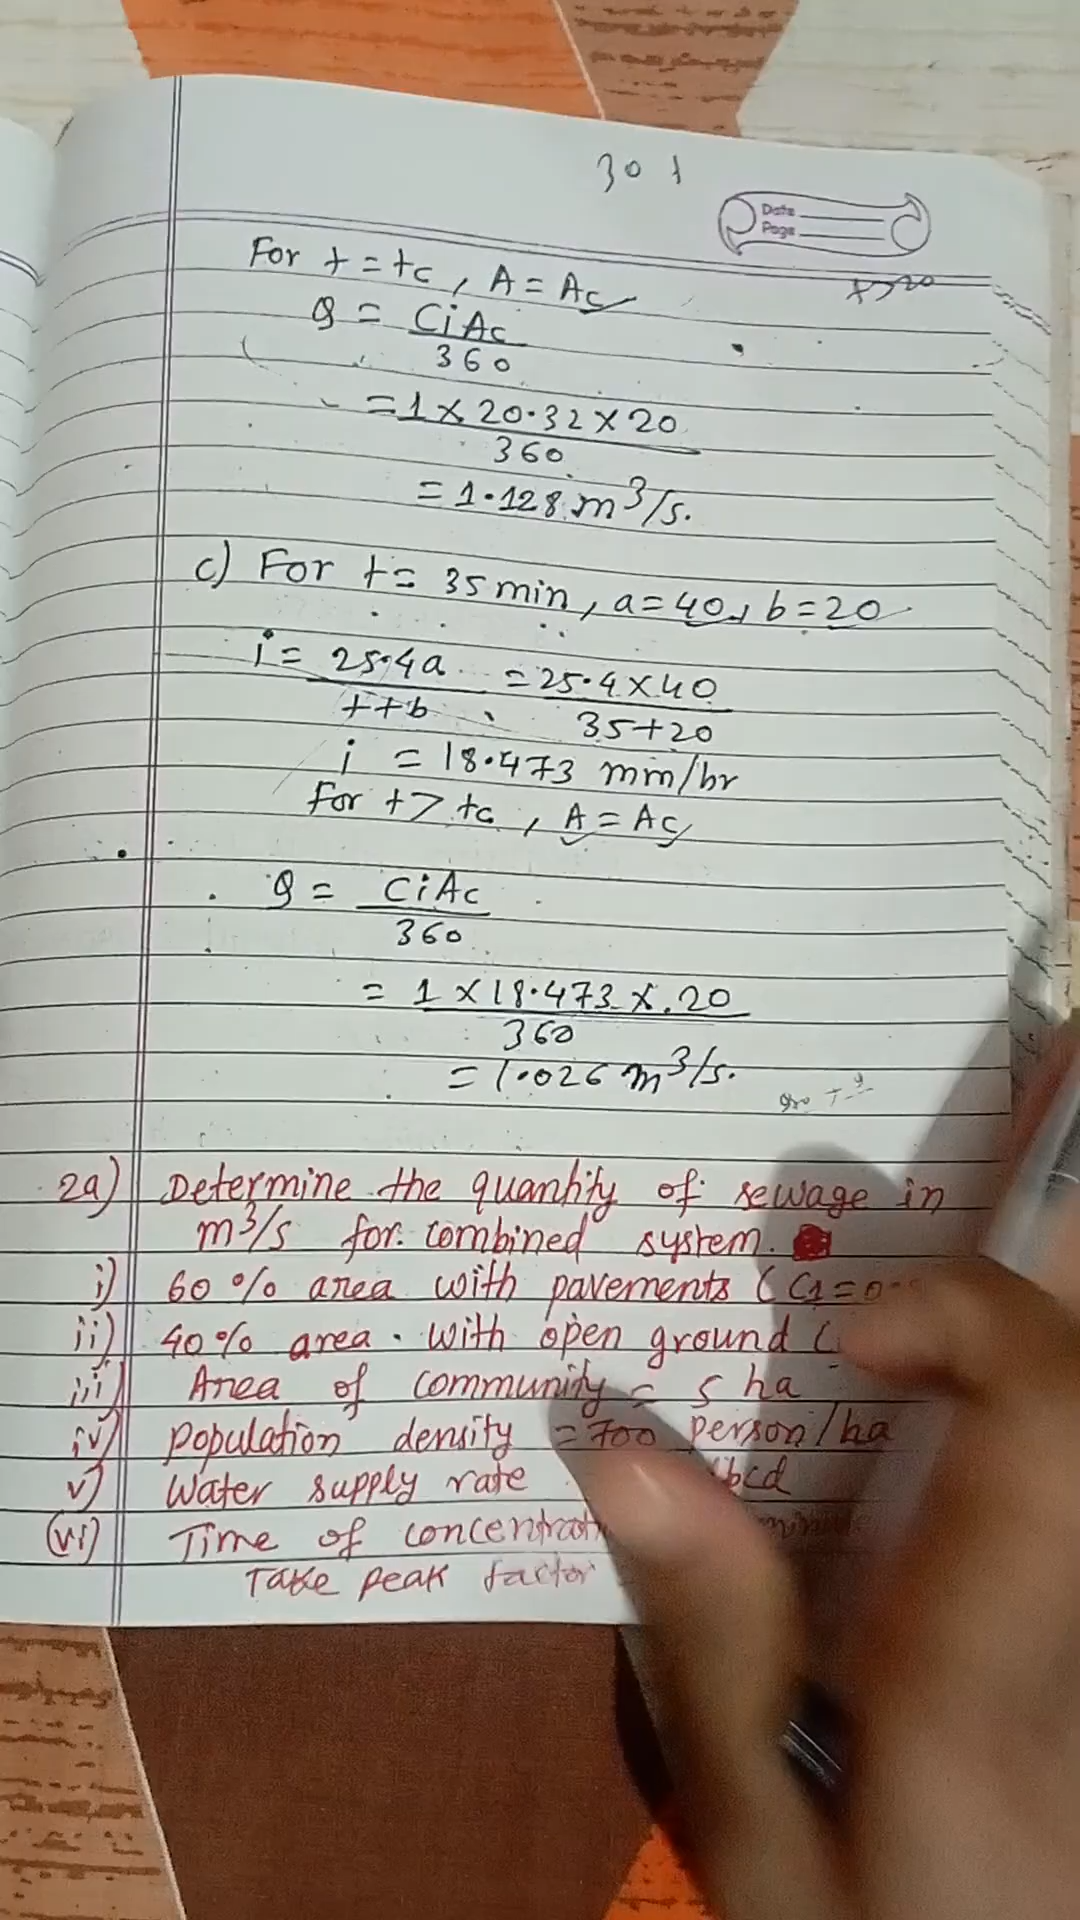 301
Date
Page
For t = tc, A = Ac
Q = CiAc
360
= 1 × 20.32 × 20
360
= 1.128 m³/s.
c) For t = 35 min, a = 40, b = 20
i = 25.4a = 25.4 × 40
t + b 35 + 20
i = 18.473 mm/hr
For t > tc, A = Ac
Q = CiAc
360
= 1 × 18.473 × 20
360
= 1.026 m³/s.
2a) Determine the quantity of sewage in
m³/s for combined system.
i) 60% area with pavements (C1 = 0.
ii) 40% area with open ground (
iii) Area of community = 5 ha
iv) population density = 700 person/ha
v) Water supply rate
(vi) Time of
Take peak factor